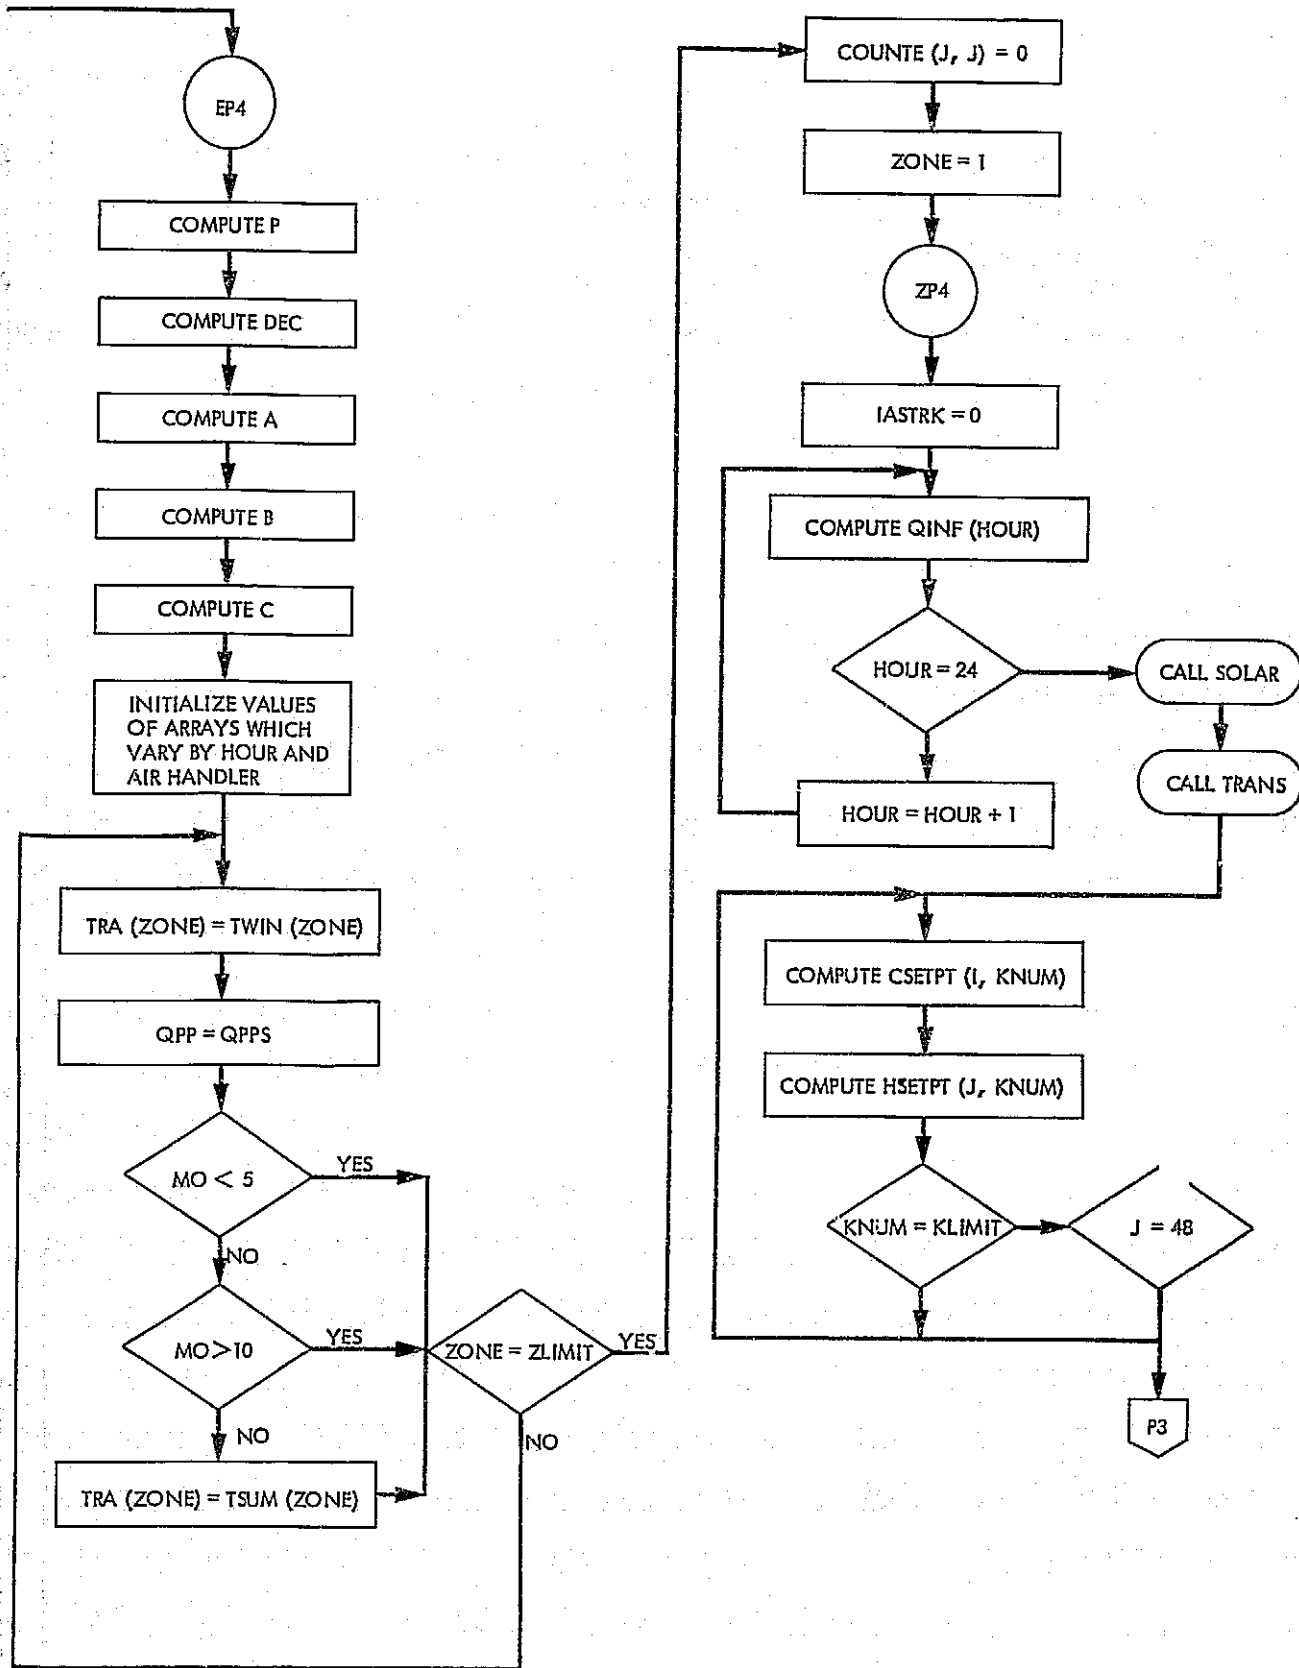 EP4
COMPUTE P
COMPUTE DEC
COMPUTE A
COMPUTE B
COMPUTE C
INITIALIZE VALUES
OF ARRAYS WHICH
VARY BY HOUR AND
AIR HANDLER
TRA (ZONE) = TWIN (ZONE)
QPP = QPPS
MO < 5
YES
NO
MO>10
YES
NO
TRA (ZONE) = TSUM (ZONE)
ZONE = ZLIMIT
YES
NO
COUNTE (J, J) = 0
ZONE = 1
ZP4
IASTRK = 0
COMPUTE QINF (HOUR)
HOUR = 24
CALL SOLAR
CALL TRANS
HOUR = HOUR + 1
COMPUTE CSETPT (I, KNUM)
COMPUTE HSETPT (J, KNUM)
KNUM = KLIMIT
J = 48
P3